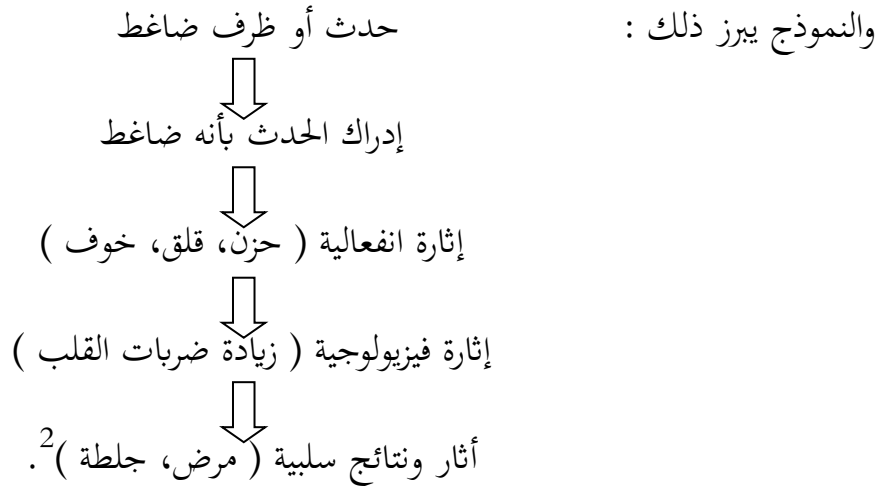 والنموذج يبرز ذلك : حدث أو ظرف ضاغط
إدراك الحدث بأنه ضاغط
إثارة انفعالية ( حزن، قلق، خوف )
إثارة فيزيولوجية ( زيادة ضربات القلب )
أثار ونتائج سلبية ( مرض، جلطة )2.